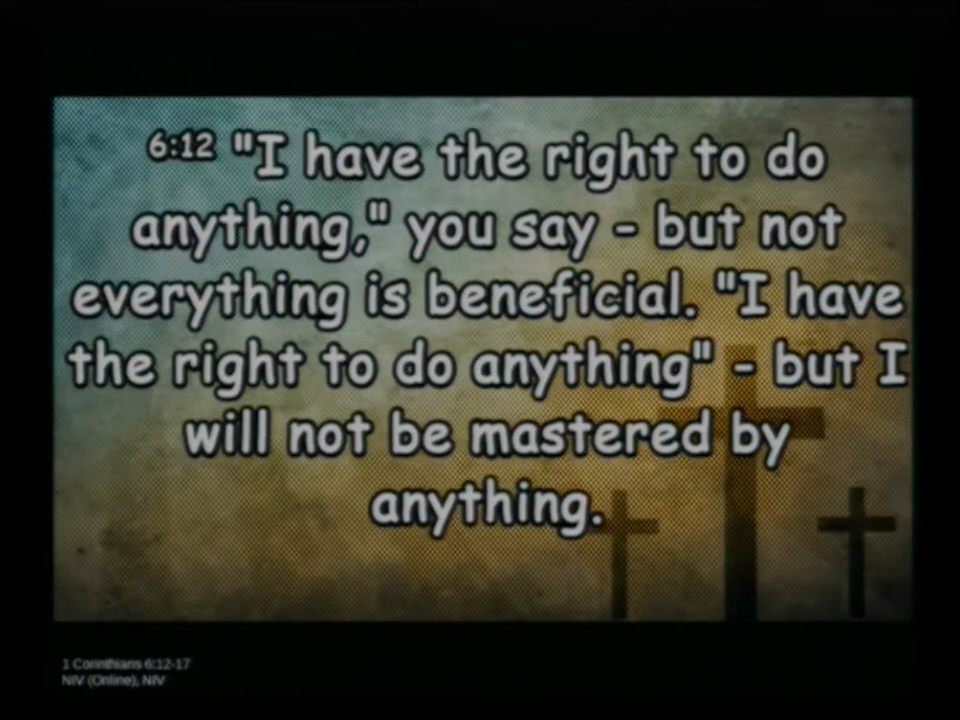 6:12 "I have the right to do
anything," you say - but not
everything is beneficial. "I have
the right to do anything" - but I
will not be mastered by
anything.
1 Corinthians 6:12-17
NIV (Online), NIV